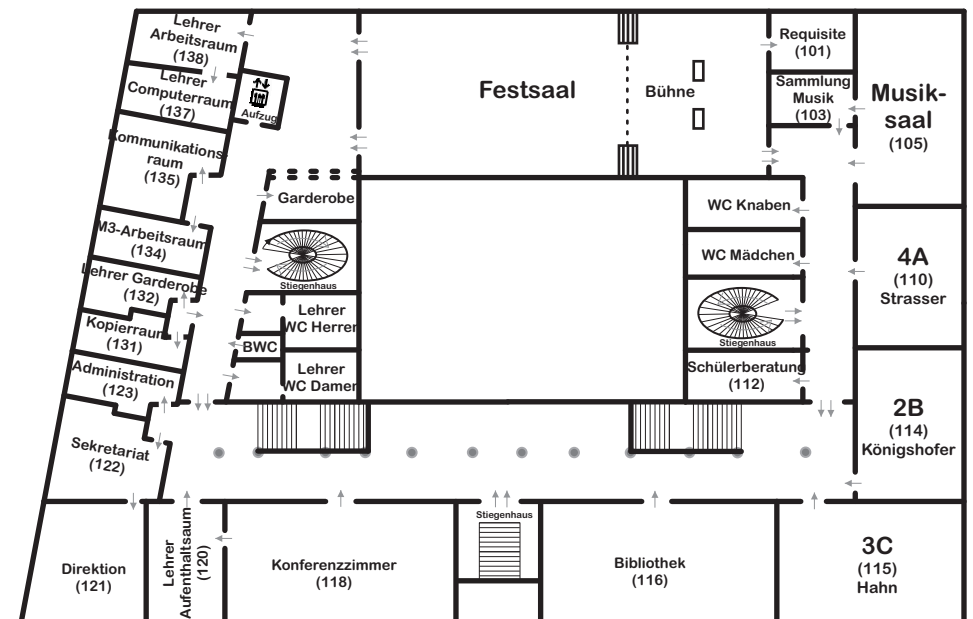 Lehrer
Arbeitsraum
(138)
Lehrer
Computerraum
(137)
Aufzug
Kommunikations-
raum
(135)
M3-Arbeitsraum
(134)
Lehrer Garderobe
(132)
Kopierraum
(131)
Administration
(123)
Sekretariat
(122)
Direktion
(121)
Lehrer
Aufenthaltsaum
(120)
Garderobe
Stiegenhaus
Lehrer
WC Herren
BWC
Lehrer
WC Damen
Festsaal
Bühne
Requisite
(101)
Sammlung
Musik
(103)
Musik-
saal
(105)
WC Knaben
WC Mädchen
Stiegenhaus
Schülerberatung
(112)
4A
(110)
Strasser
2B
(114)
Königshofer
Konferenzzimmer
(118)
Stiegenhaus
Bibliothek
(116)
3C
(115)
Hahn